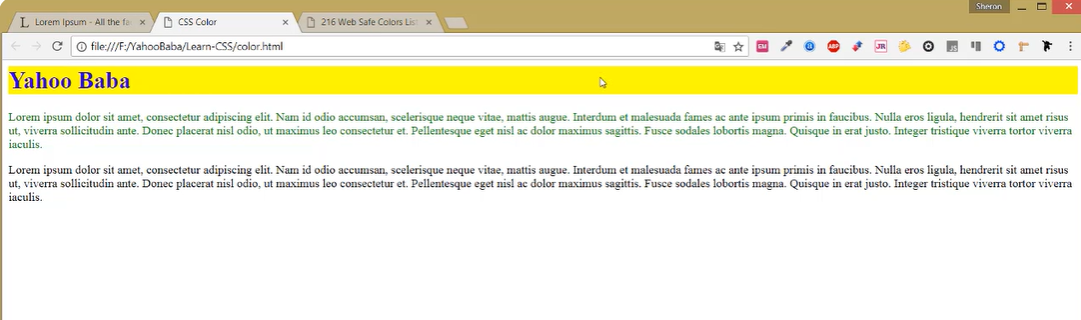 Sheron
Lorem Ipsum - All the fa
CSS Color
216 Web Safe Colors List
file:///F:/YahooBaba/Learn-CSS/color.html
EM
ABP
JR
JS
Yahoo Baba
Lorem ipsum dolor sit amet, consectetur adipiscing elit. Nam id odio accumsan, scelerisque neque vitae, mattis augue. Interdum et malesuada fames ac ante ipsum primis in faucibus. Nulla eros ligula, hendrerit sit amet risus
ut, viverra sollicitudin ante. Donec placerat nisl odio, ut maximus leo consectetur et. Pellentesque eget nisl ac dolor maximus sagittis. Fusce sodales lobortis magna. Quisque in erat justo. Integer tristique viverra tortor viverra
iaculis.
Lorem ipsum dolor sit amet, consectetur adipiscing elit. Nam id odio accumsan, scelerisque neque vitae, mattis augue. Interdum et malesuada fames ac ante ipsum primis in faucibus. Nulla eros ligula, hendrerit sit amet risus
ut, viverra sollicitudin ante. Donec placerat nisl odio, ut maximus leo consectetur et. Pellentesque eget nisl ac dolor maximus sagittis. Fusce sodales lobortis magna. Quisque in erat justo. Integer tristique viverra tortor viverra
iaculis.